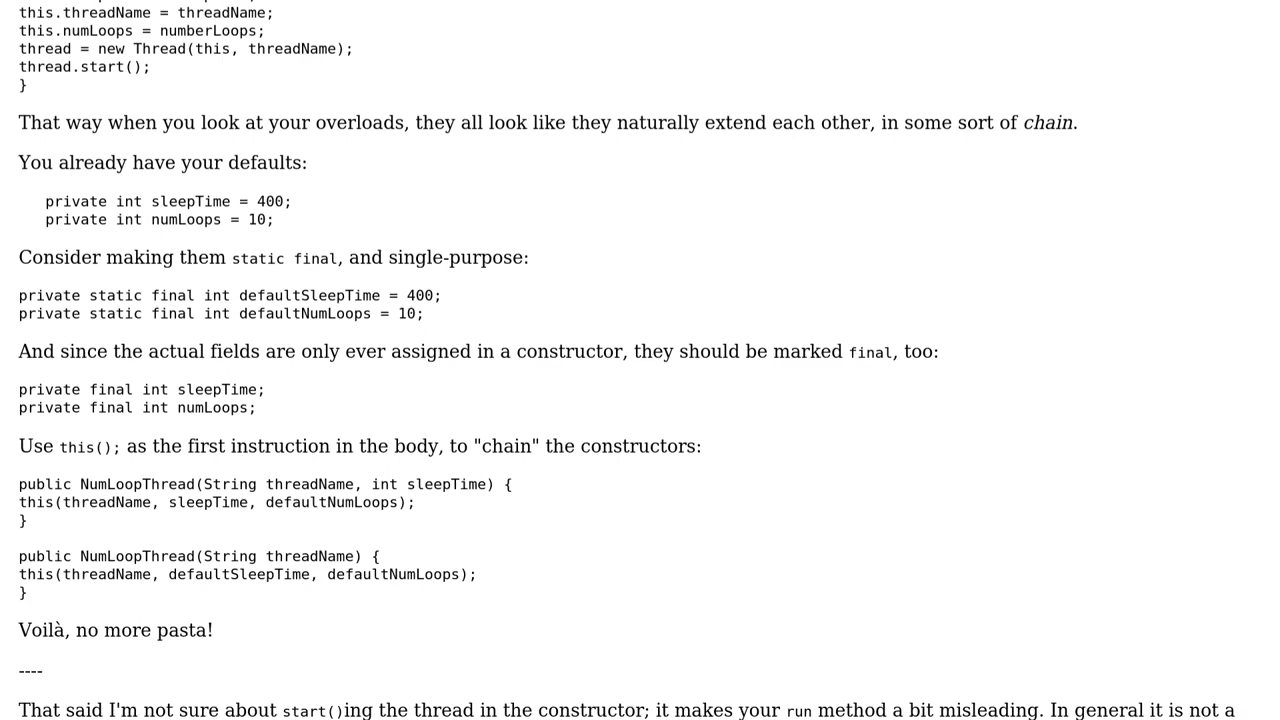 this.threadName = threadName;
this.numLoops = numberLoops;
thread = new Thread(this, threadName);
thread.start();
}
That way when you look at your overloads, they all look like they naturally extend each other, in some sort of chain.
You already have your defaults:
private int sleepTime = 400;
private int numLoops = 10;
Consider making them static final, and single-purpose:
private static final int defaultSleepTime = 400;
private static final int defaultNumLoops = 10;
And since the actual fields are only ever assigned in a constructor, they should be marked final, too:
private final int sleepTime;
private final int numLoops;
Use this(); as the first instruction in the body, to "chain" the constructors:
public NumLoopThread(String threadName, int sleepTime) {
this(threadName, sleepTime, defaultNumLoops);
}
public NumLoopThread(String threadName) {
this(threadName, defaultSleepTime, defaultNumLoops);
}
Voilà, no more pasta!
----
That said I'm not sure about start()ing the thread in the constructor; it makes your run method a bit misleading. In general it is not a